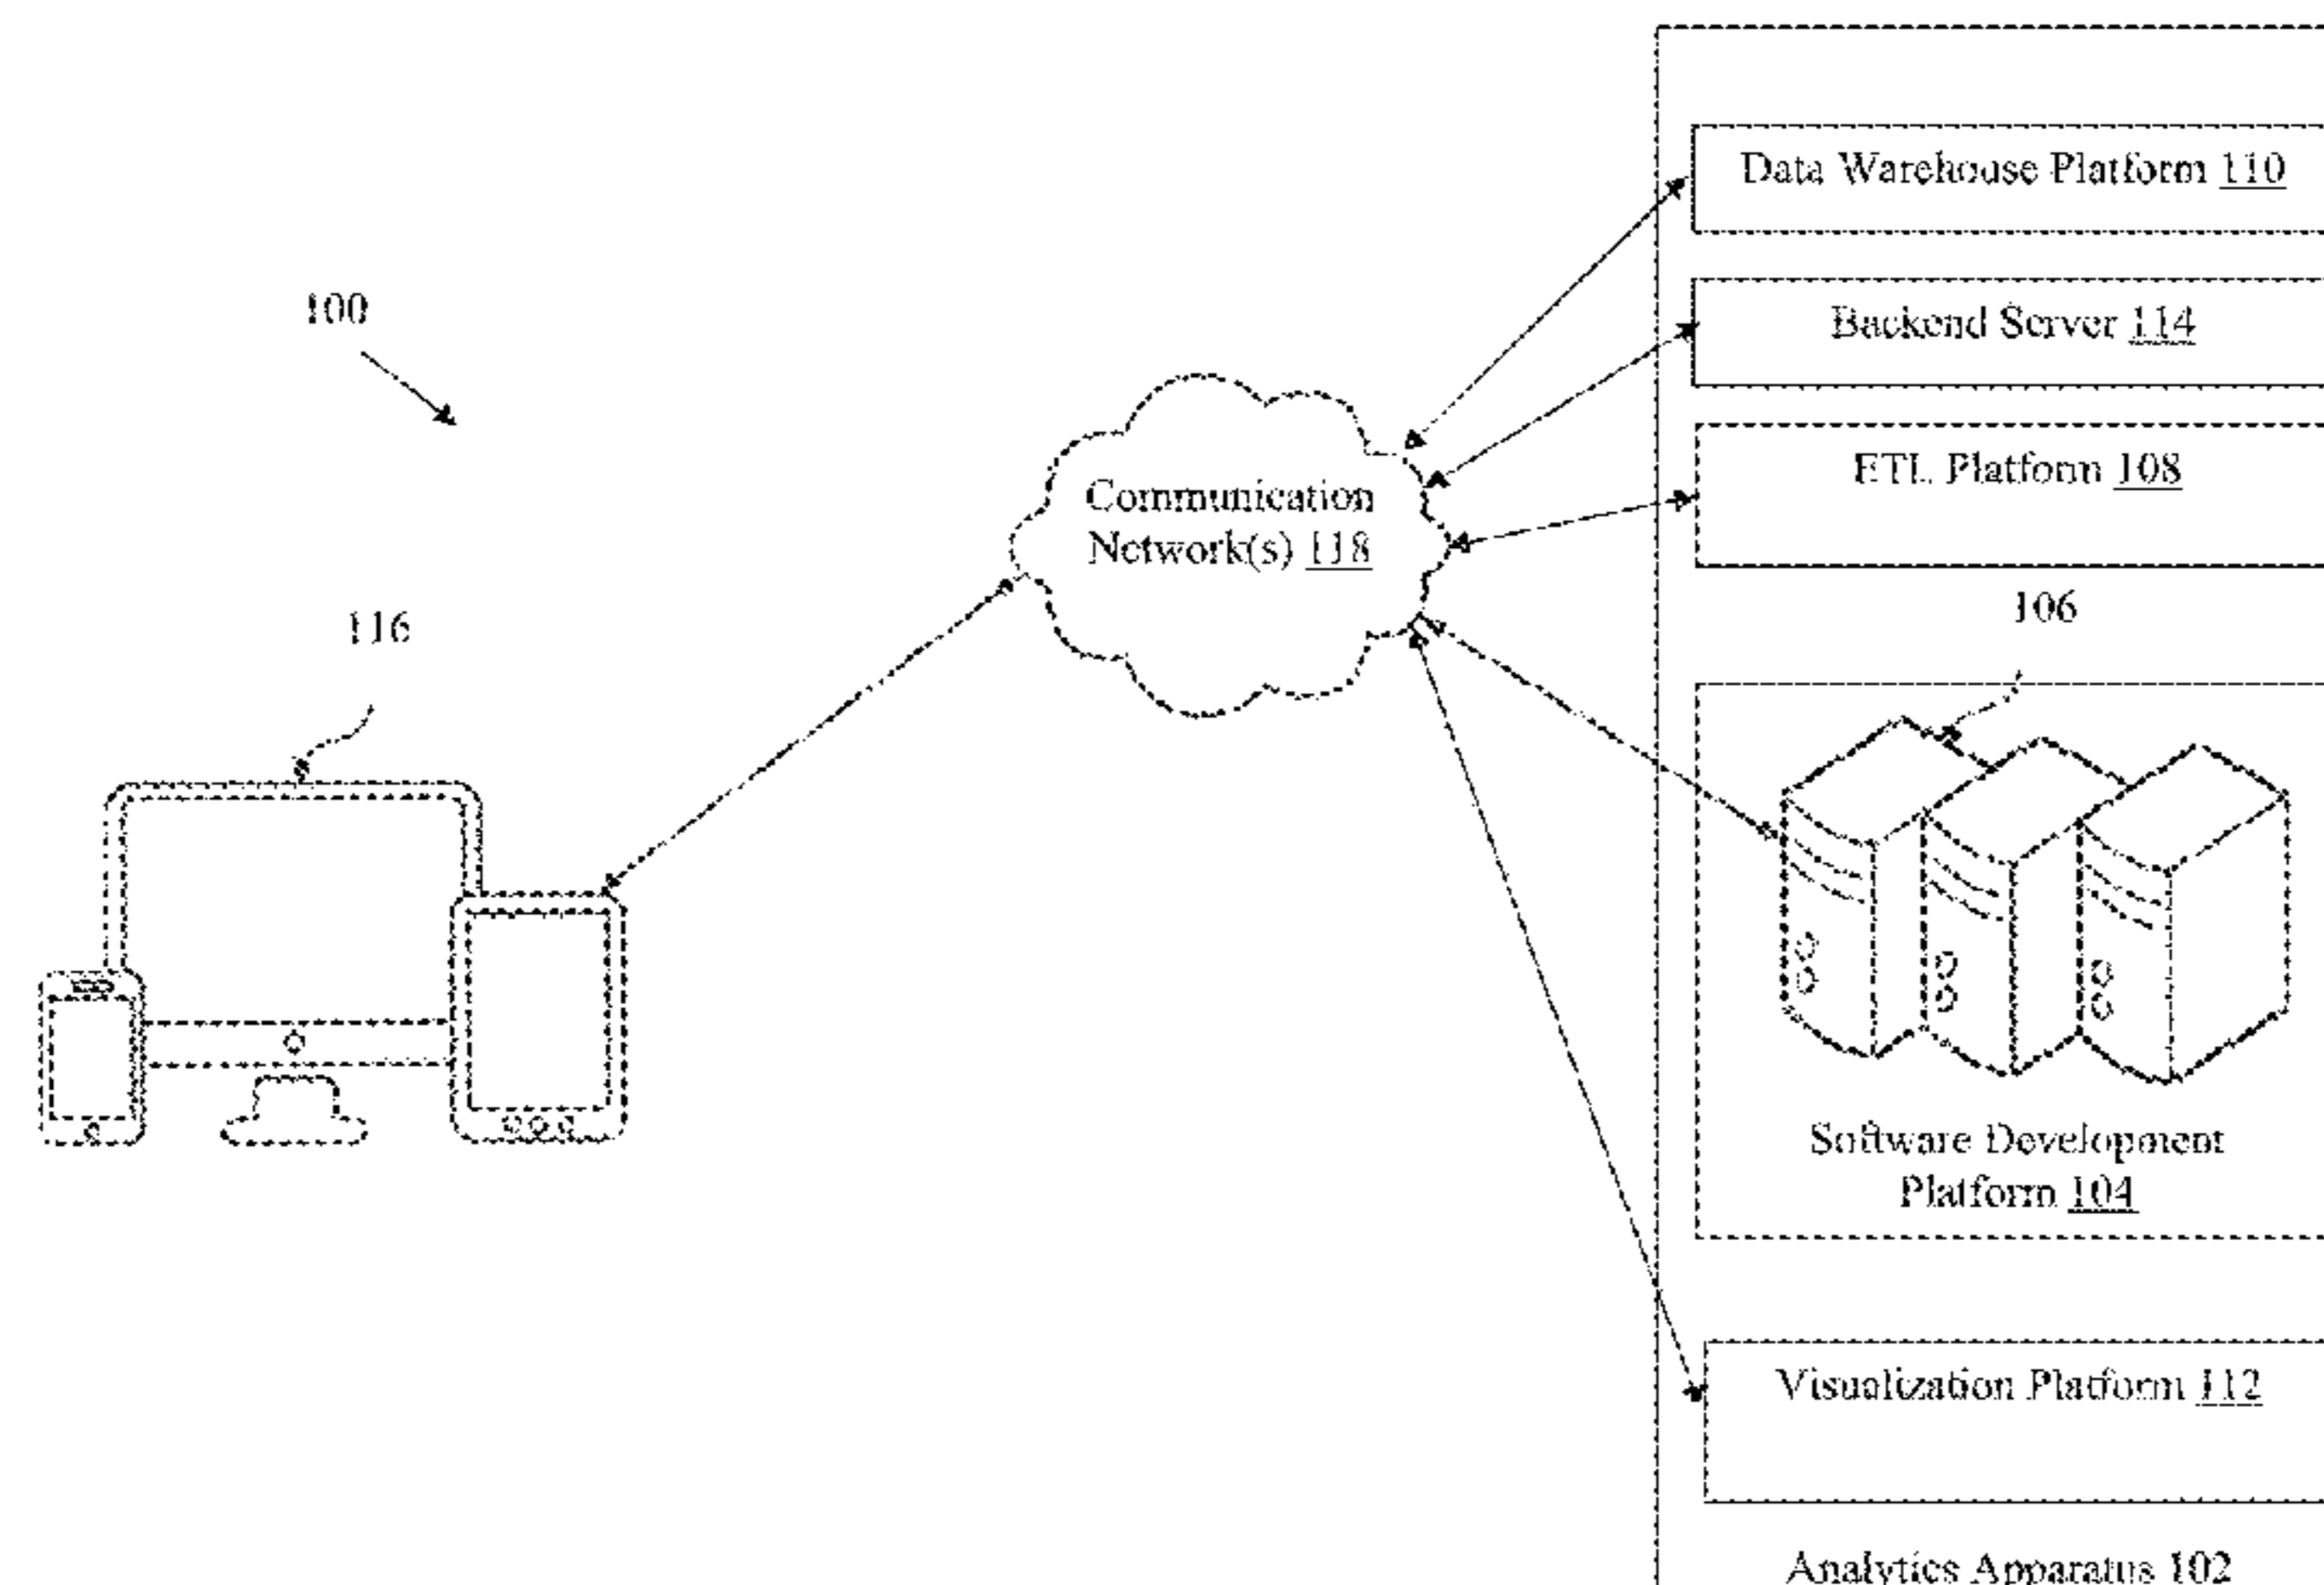 100
116
Communication
Network(s) 118
Data Warehouse Platform 110
Backend Server 114
ETL Platform 108
106
Software Development
Platform 104
Visualization Platform 112
Analytics Apparatus 102